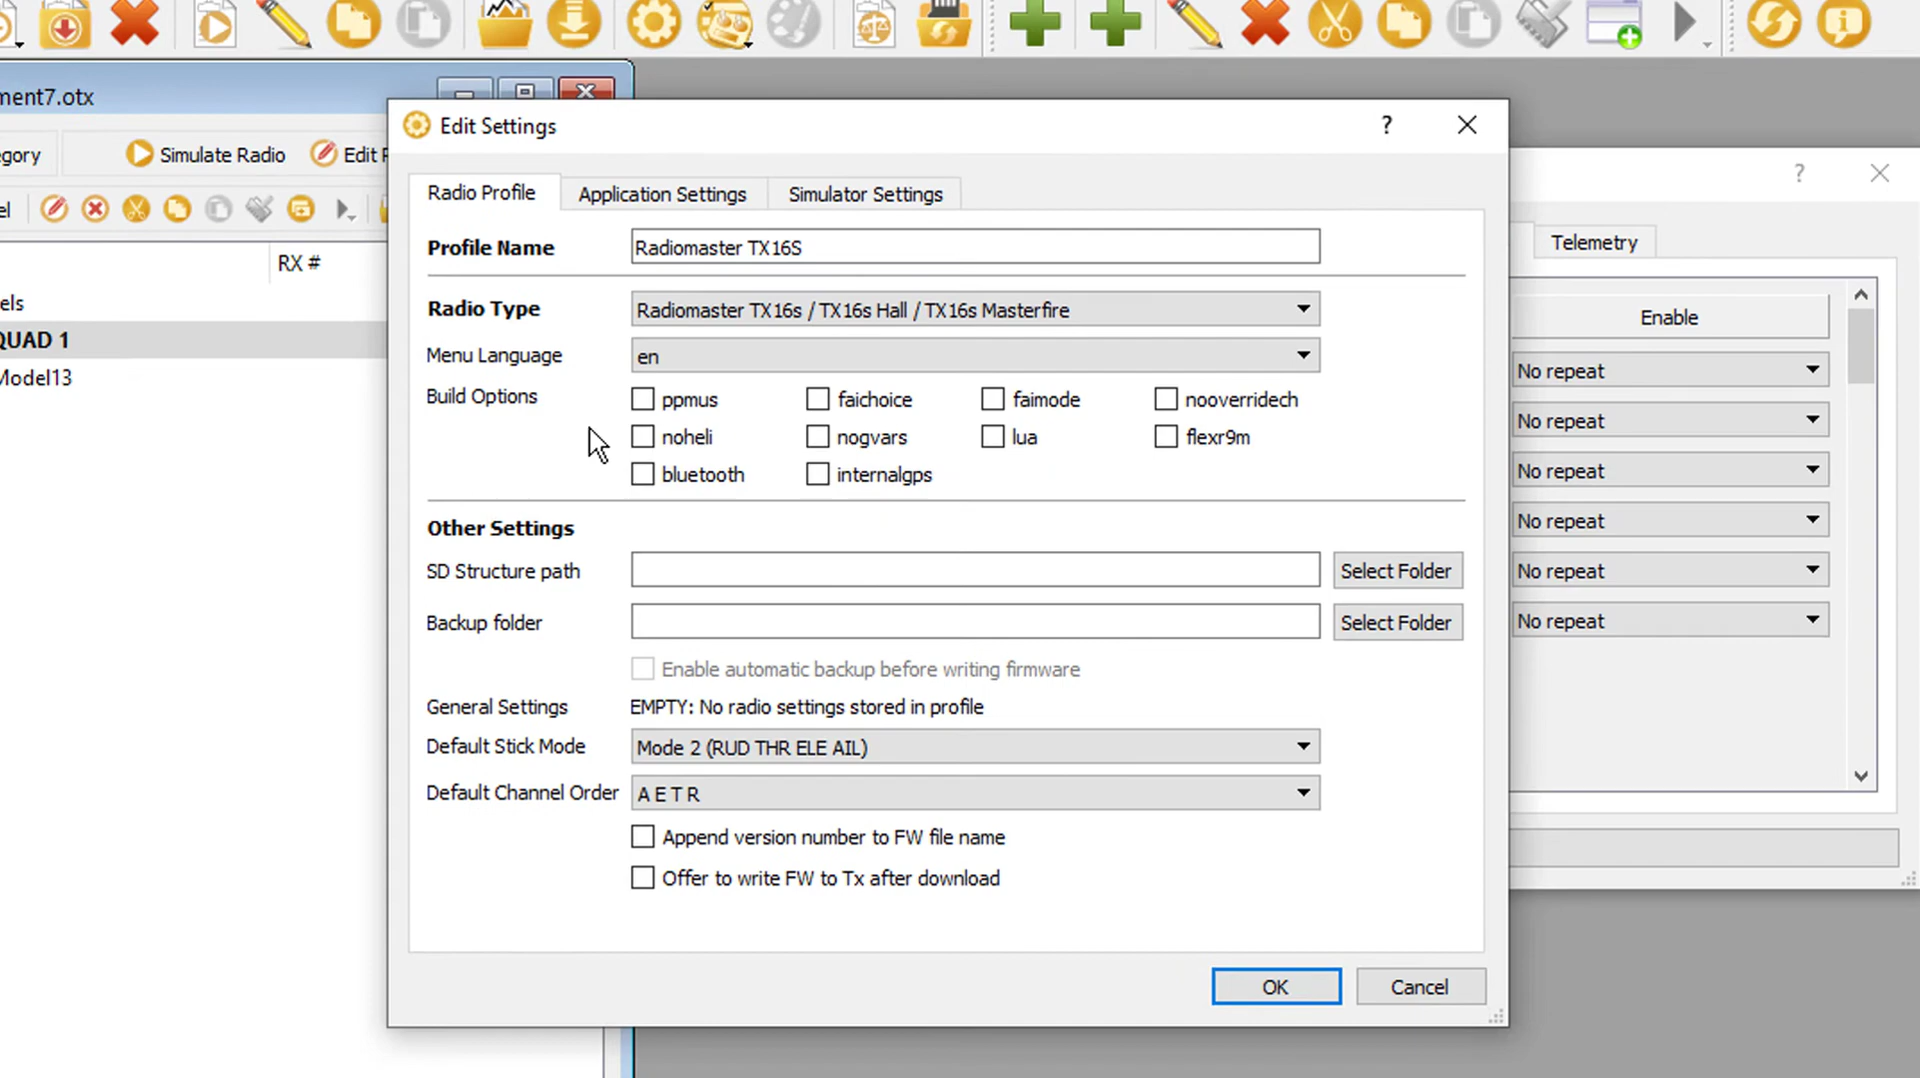 ment7.otx
Edit Settings
?
egory
Simulate Radio
Edit
el
RX #
els
QUAD 1
Model13
Radio Profile
Application Settings
Simulator Settings
Profile Name
Radiomaster TX16S
Radio Type
Radiomaster TX16s / TX16s Hall / TX16s Masterfire
Menu Language
en
Build Options
ppmus
faichoice
faimode
nooverridech
noheli
nogvars
lua
flexr9m
bluetooth
internalgps
Other Settings
SD Structure path
Select Folder
Backup folder
Select Folder
Enable automatic backup before writing firmware
General Settings
EMPTY: No radio settings stored in profile
Default Stick Mode
Mode 2 (RUD THR ELE AIL)
Default Channel Order
A E T R
Append version number to FW file name
Offer to write FW to Tx after download
OK
Cancel
?
Telemetry
Enable
No repeat
No repeat
No repeat
No repeat
No repeat
No repeat